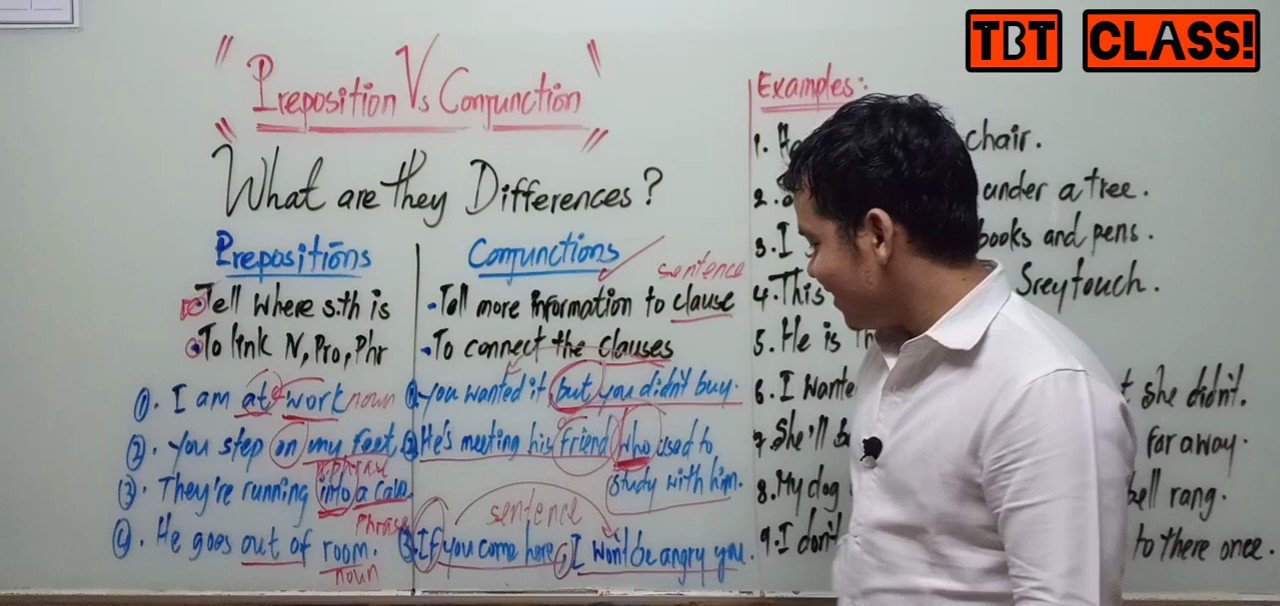 TBT CLASS!
"Preposition Vs Conjunction"
What are they Differences?
Prepositions
Tell where s.th is
To link N, Pro, Phr
①. I am at work noun
②. You step on my feet.
phrase
③. They're running into a cave
phrase
④. He goes out of room.
noun
Conjunctions
sentence
Tell more information to clause
To connect the clauses
①. You wanted it but you didn't buy.
②. He's meeting his friend who used to
study with him.
sentence
③. If you come here, I won't be angry you.
Examples:
1. chair.
2. under a tree.
3. I books and pens.
4. This Sreytouch.
5. He is
6. I she didn't.
7. She'll far away.
8. My dog bell rang.
9. I don't to there once.